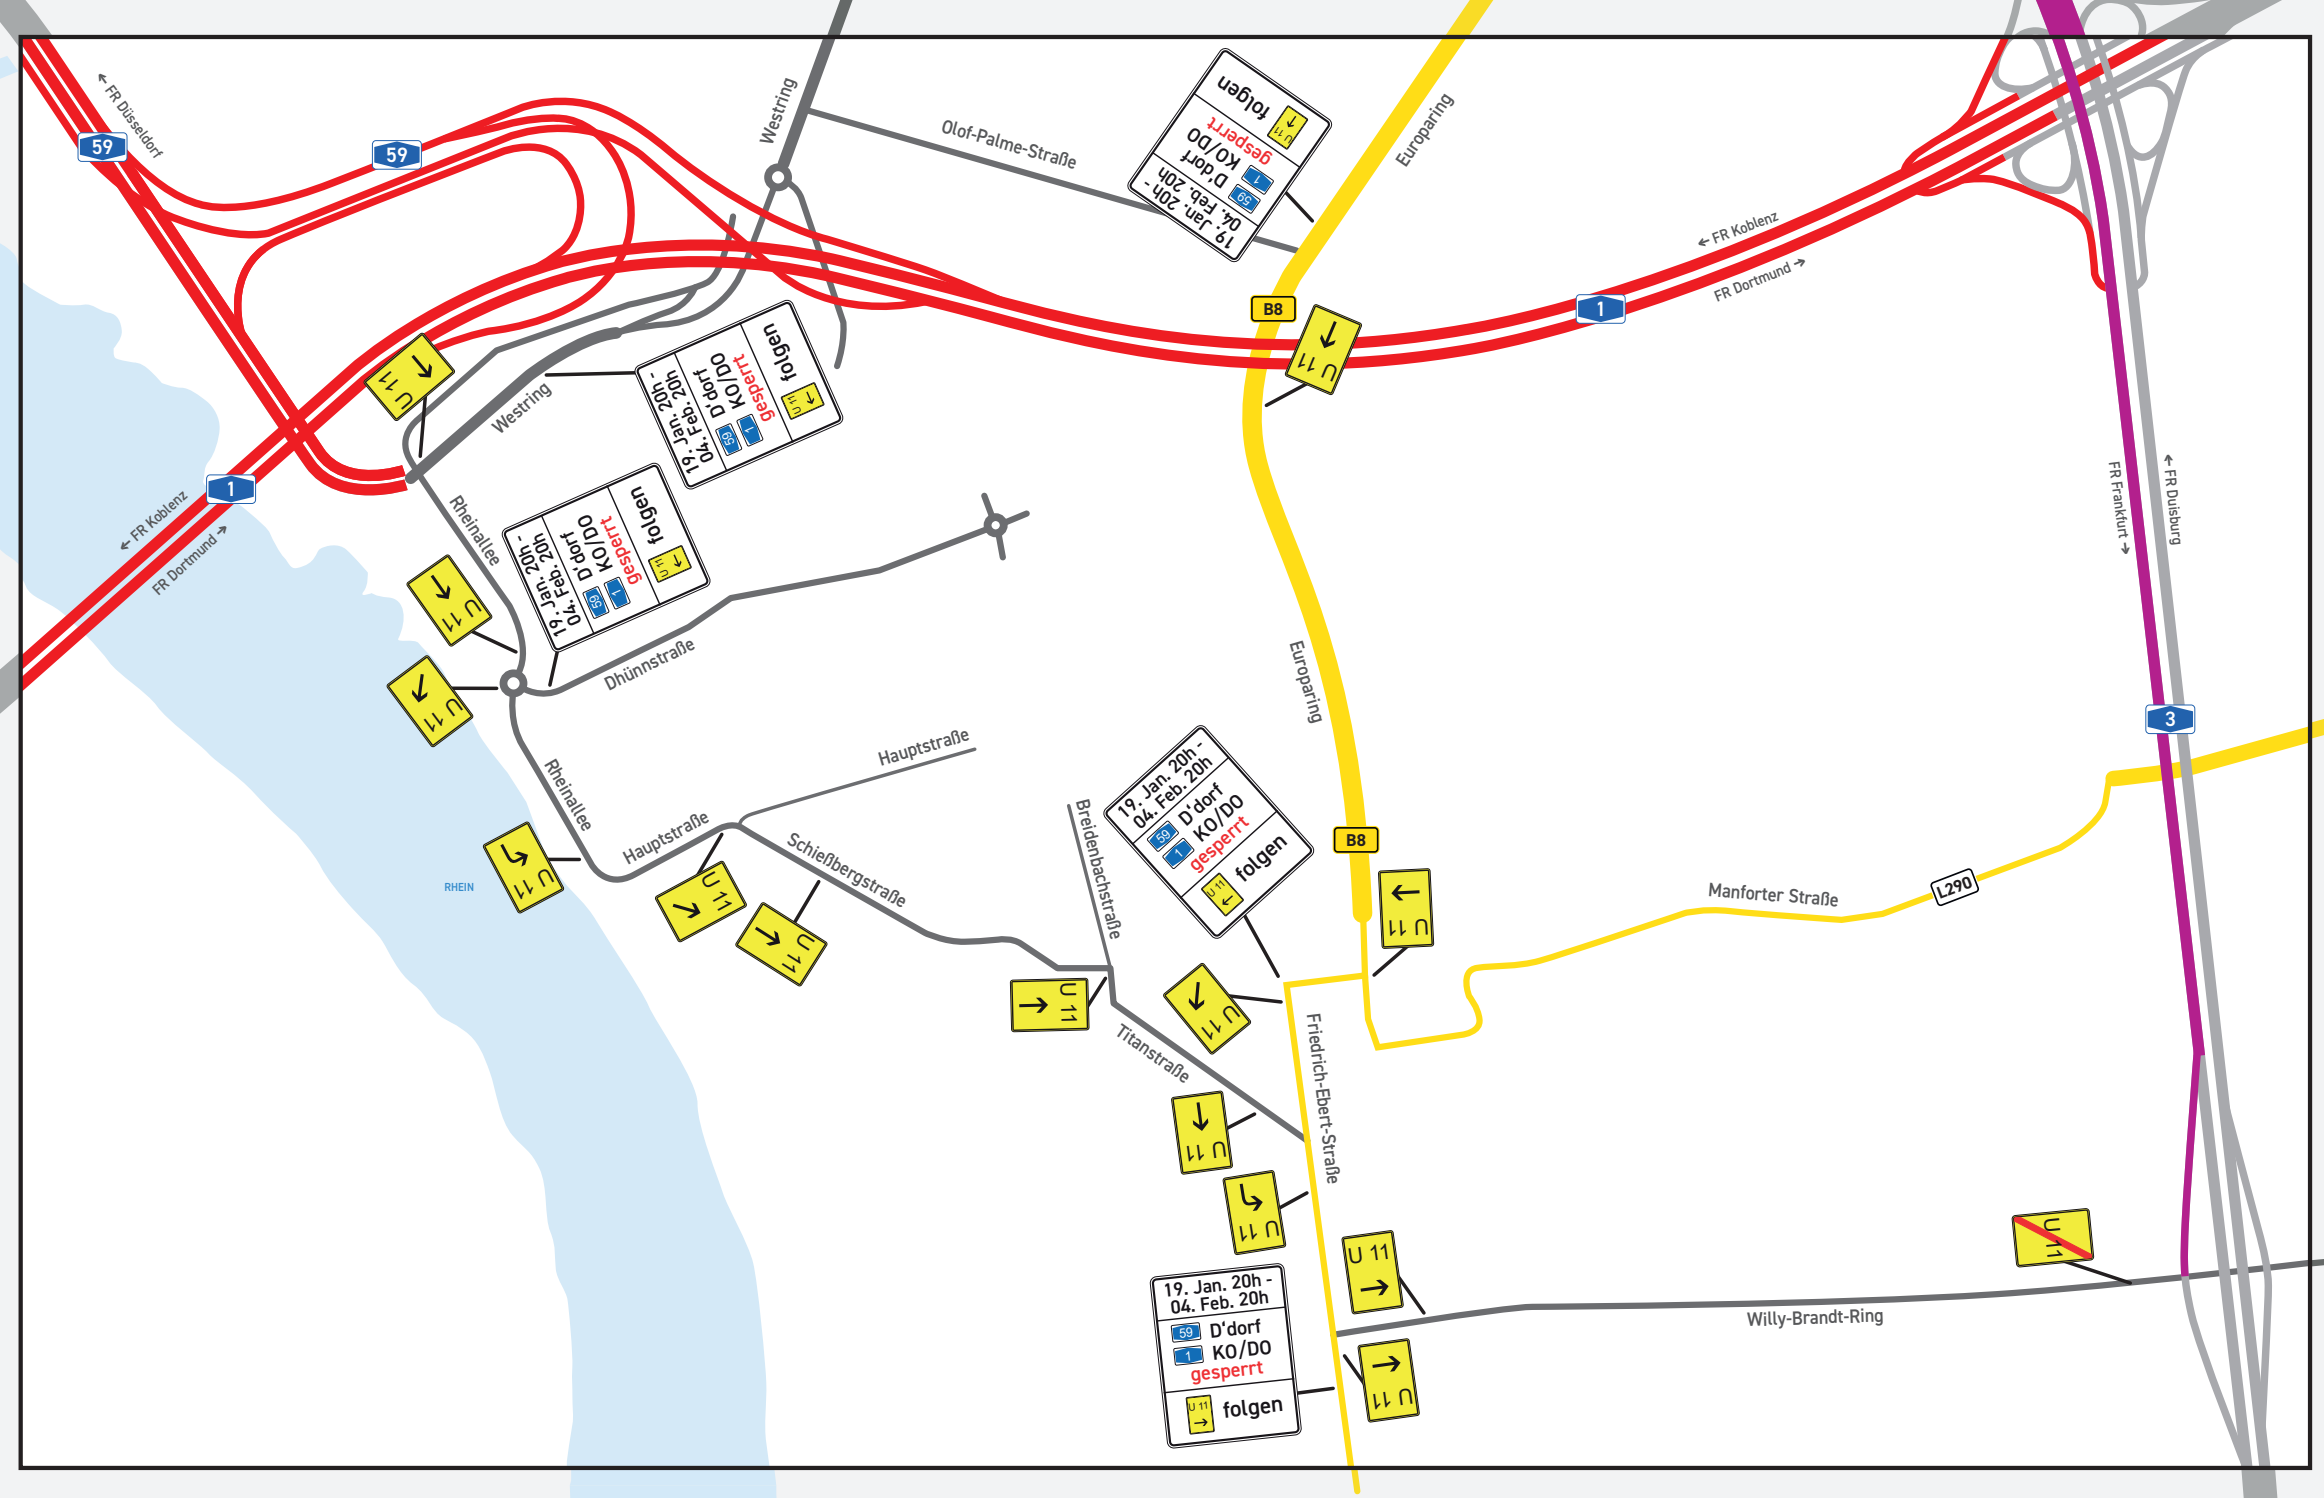 ← FR Düsseldorf
59
59
Westring
Olof-Palme-Straße
Europaring
19. Jan. 20h -
04. Feb. 20h
59 D'dorf
1 KO/DO
gesperrt
U 11 → folgen
B8
U 11
← FR Koblenz
FR Dortmund →
1
U 11
Westring
19. Jan. 20h -
04. Feb. 20h
59 D'dorf
1 KO/DO
gesperrt
U 11 → folgen
1
← FR Koblenz
FR Dortmund →
Rheinallee
19. Jan. 20h -
04. Feb. 20h
59 D'dorf
1 KO/DO
gesperrt
U 11 → folgen
U 11
U 11
Dhünnstraße
Europaring
FR Frankfurt →
← FR Duisburg
3
Rheinallee
Hauptstraße
Hauptstraße
Schießbergstraße
U 11
RHEIN
U 11
U 11
Breidenbachstraße
19. Jan. 20h -
04. Feb. 20h
59 D'dorf
1 KO/DO
gesperrt
U 11 → folgen
B8
U 11
Manforter Straße
L290
U 11
U 11
Titanstraße
Friedrich-Ebert-Straße
U 11
U 11
U 11
U 11
Willy-Brandt-Ring
U 11
19. Jan. 20h -
04. Feb. 20h
59 D'dorf
1 KO/DO
gesperrt
U 11 → folgen